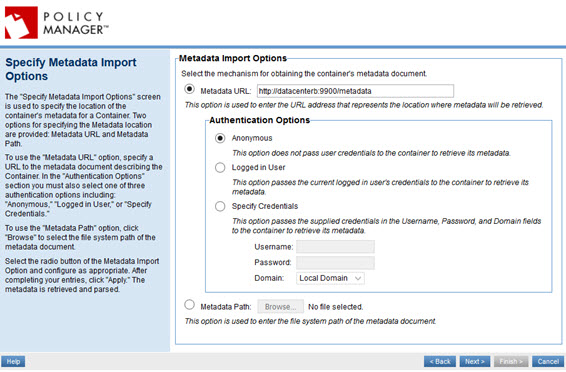 POLICY
MANAGER™
Specify Metadata Import
Options
The "Specify Metadata Import Options" screen
is used to specify the location of the
container's metadata for a Container. Two
options for specifying the Metadata location
are provided: Metadata URL and Metadata
Path.
To use the "Metadata URL" option, specify a
URL to the metadata document describing the
Container. In the "Authentication Options"
section you must also select one of three
authentication options including:
"Anonymous," "Logged in User," or "Specify
Credentials."
To use the "Metadata Path" option, click
"Browse" to select the file system path of the
metadata document.
Select the radio button of the Metadata Import
Option and configure as appropriate. After
completing your entries, click "Apply." The
metadata is retrieved and parsed.
Metadata Import Options
Select the mechanism for obtaining the container's metadata document.
Metadata URL: http://datacenterb:9900/metadata
This option is used to enter the URL address that represents the location where metadata will be retrieved.
Authentication Options
Anonymous
This option does not pass user credentials to the container to retrieve its metadata.
Logged in User
This option passes the current logged in user's credentials to the container to retrieve its
metadata.
Specify Credentials
This option passes the supplied credentials in the Username, Password, and Domain fields
to the container to retrieve its metadata.
Username:
Password:
Domain: Local Domain
Metadata Path: Browse... No file selected.
This option is used to enter the file system path of the metadata document.
Help < Back Next > Finish » Cancel